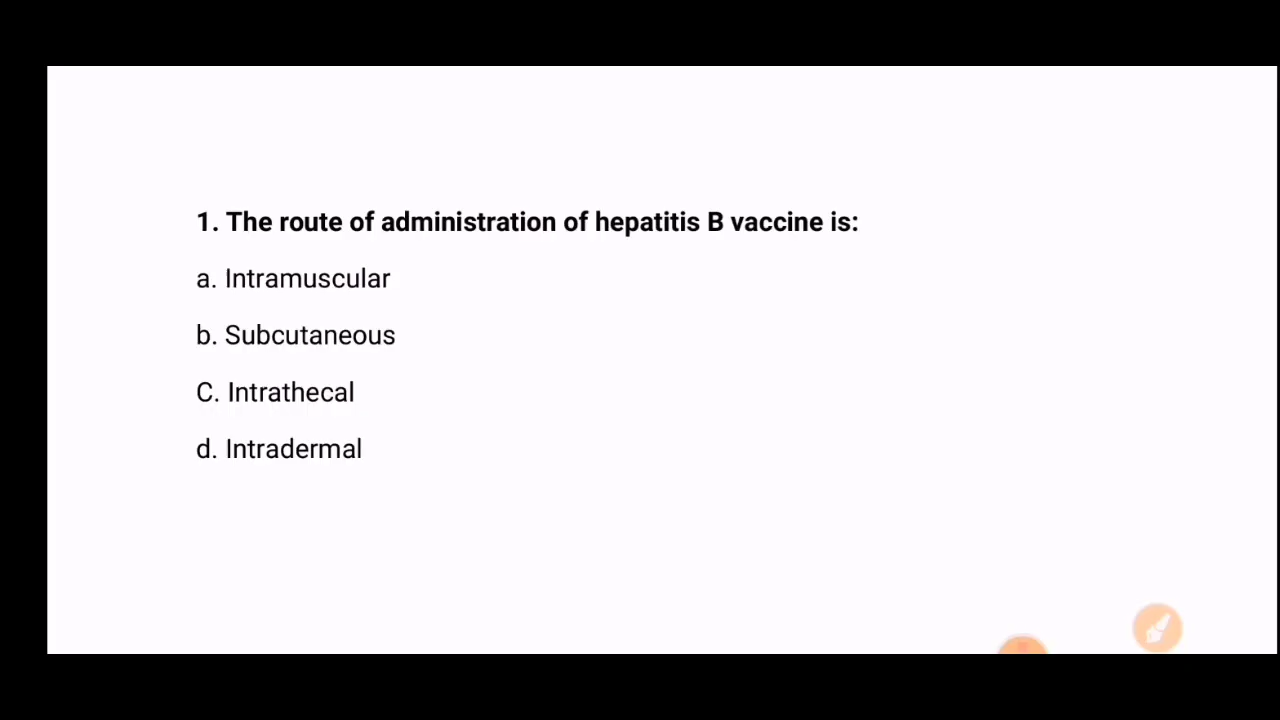 1. The route of administration of hepatitis B vaccine is:
a. Intramuscular
b. Subcutaneous
C. Intrathecal
d. Intradermal